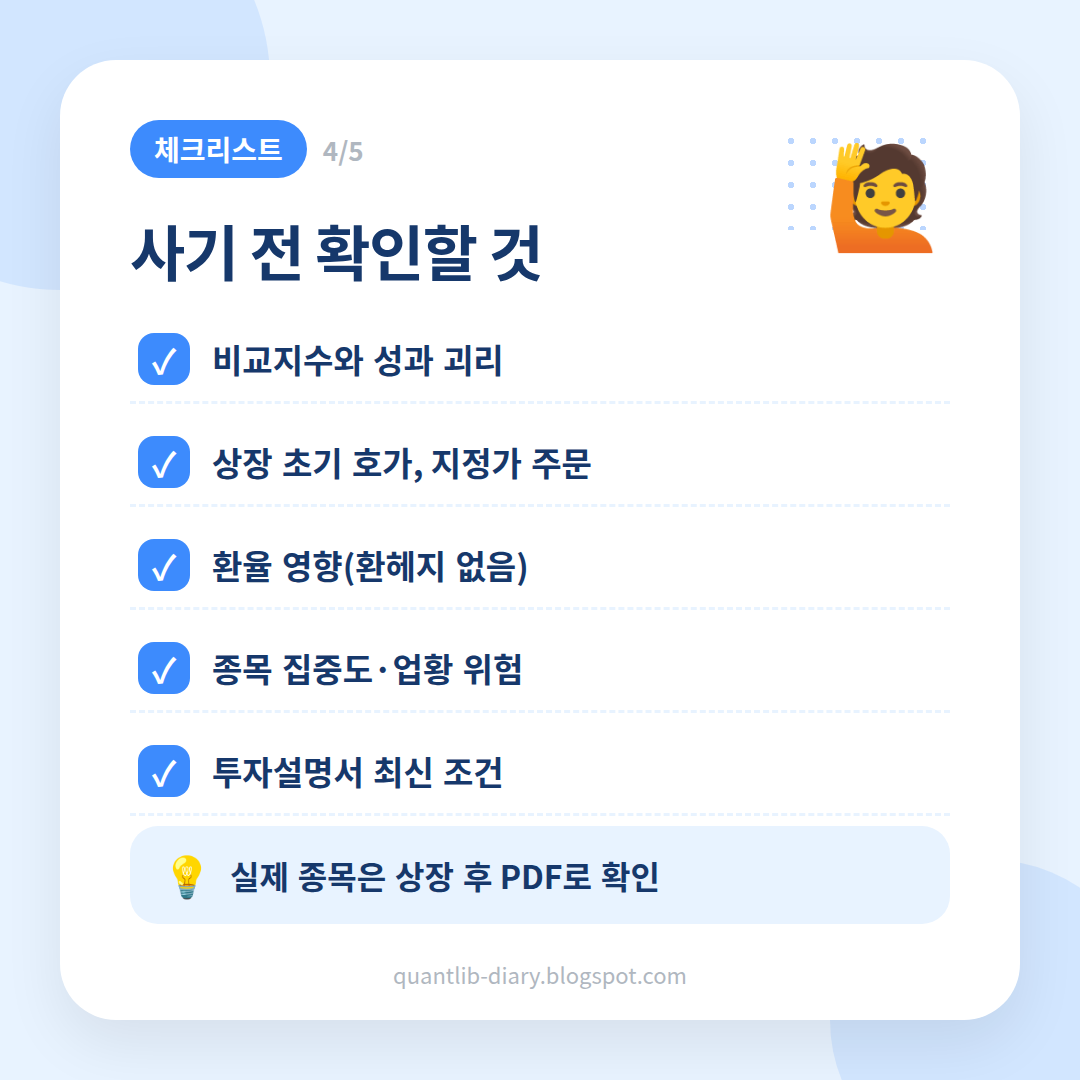 체크리스트 4/5
사기 전 확인할 것
✓ 비교지수와 성과 괴리
✓ 상장 초기 호가, 지정가 주문
✓ 환율 영향(환헤지 없음)
✓ 종목 집중도·업황 위험
✓ 투자설명서 최신 조건
💡 실제 종목은 상장 후 PDF로 확인
quantlib-diary.blogspot.com